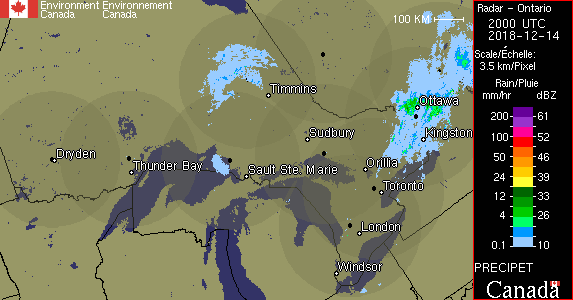 Environment Environnement
Canada Canada
100 KM
Timmins
Ottawa
Sudbury
Kingston
Dryden
Thunder Bay
Sault Ste. Marie
Orillia
Toronto
London
Windsor
Radar - Ontario
2000 UTC
2018-12-14
Scale/Échelle:
3.5 km/Pixel
Rain/Pluie
mm/hr dBZ
200 61
100 52
50 46
24 39
12 33
4 26
0.1 10
PRECIPET
Canada